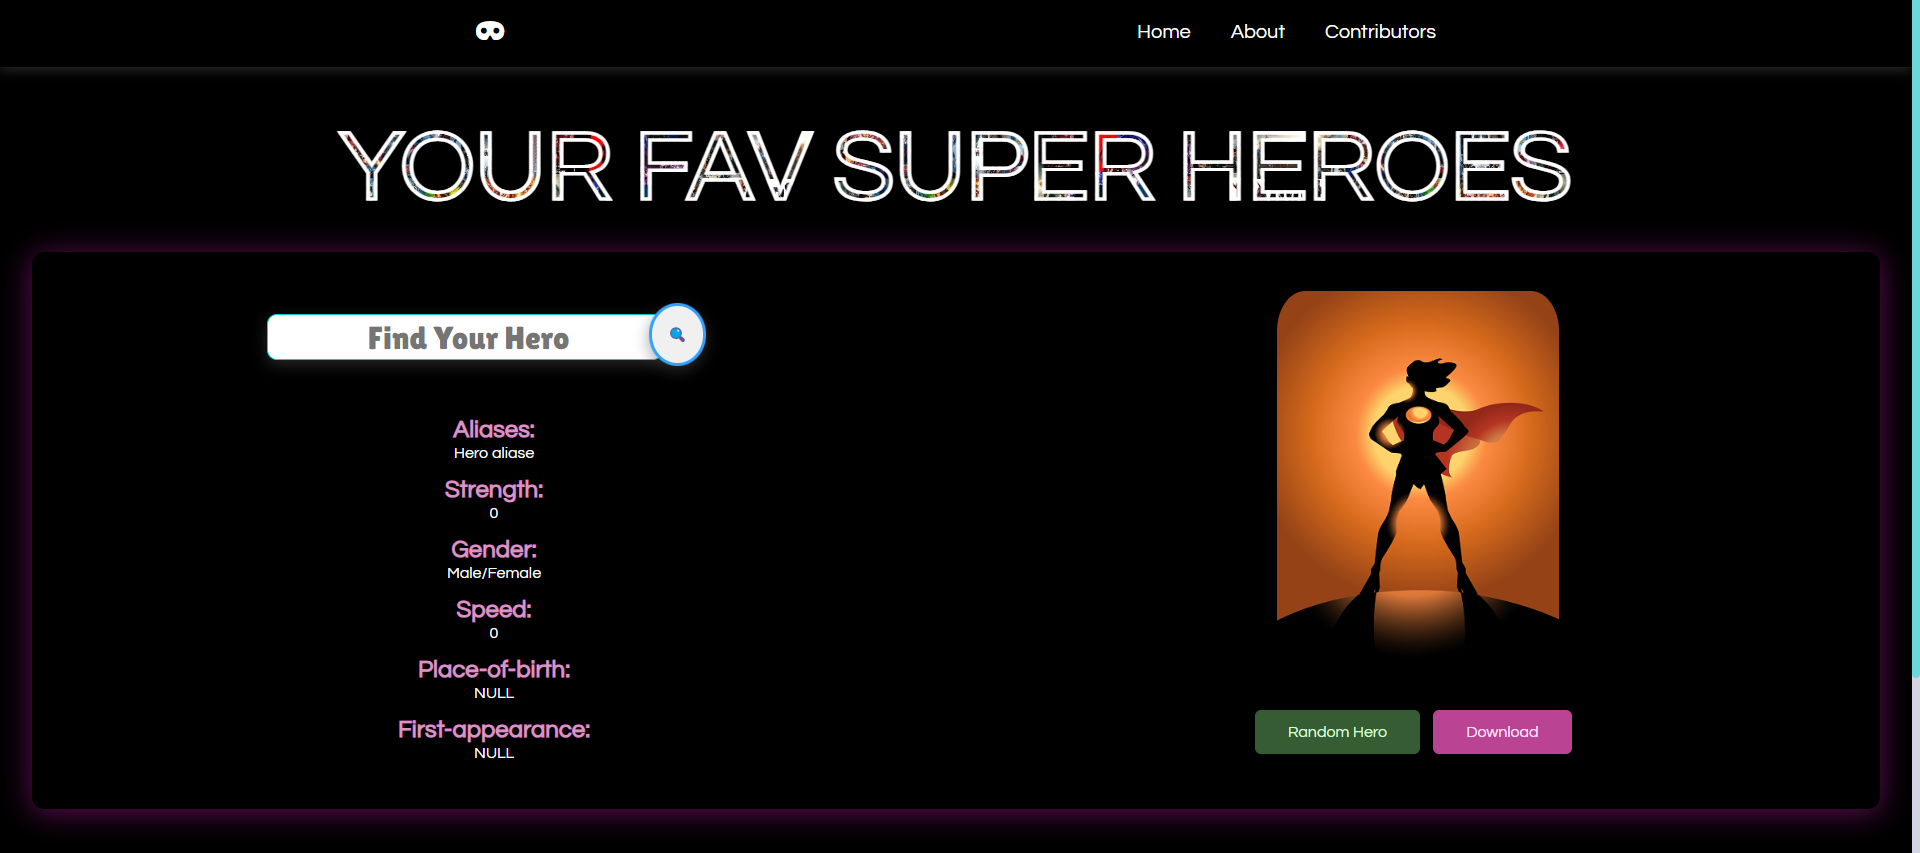 Home About Contributors
YOUR FAV SUPER HEROES
Find Your Hero
Aliases:
Hero aliase
Strength:
0
Gender:
Male/Female
Speed:
0
Place-of-birth:
NULL
First-appearance:
NULL
Random Hero
Download